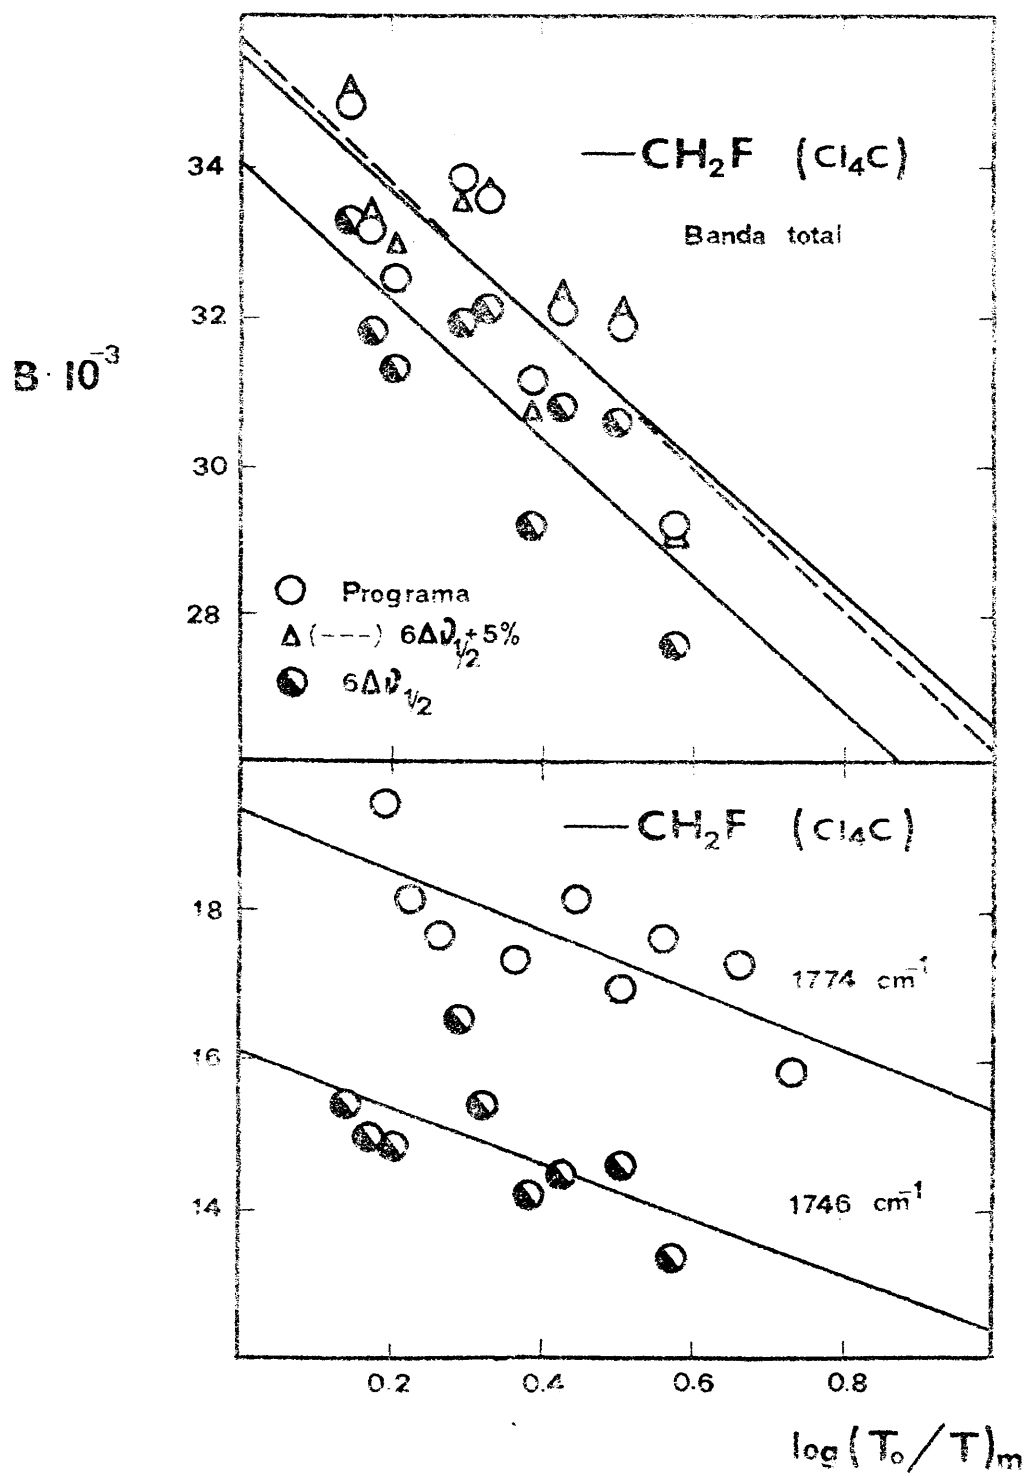 —CH₂F (Cl₄C)
Banda total
34
32
30
28
B·10⁻³
Programa
(---) 6Δν₁/₂+5%
6Δν₁/₂
—CH₂F (Cl₄C)
18
16
14
1774 cm⁻¹
1746 cm⁻¹
0.2 0.4 0.6 0.8
log (T₀/T)ₘ